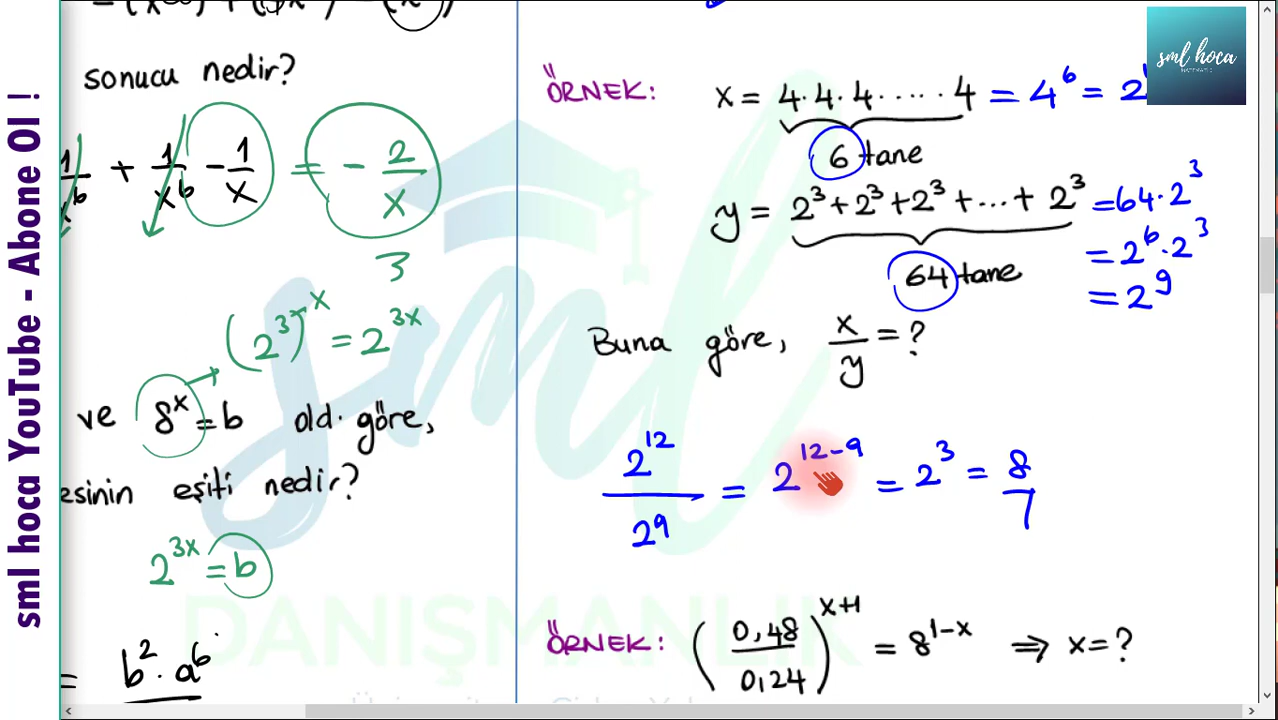 sml hoca YouTube - Abone Ol !
sonucu nedir?
+ 1/x⁶ - 1/x = - 2/x
3
(2³)ˣ = 2³ˣ
ve 8ˣ = b old. göre,
esinin eşiti nedir?
2³ˣ = b
= b² · a⁶
sml hoca
ÖRNEK: x = 4·4·4·····4 = 4⁶ = 2
6 tane
y = 2³+2³+2³+...+ 2³ = 64·2³
= 2⁶·2³
64 tane
= 2⁹
Buna göre, x/y = ?
2¹²/2⁹ = 2¹²⁻⁹ = 2³ = 8
7
ÖRNEK: (0,48/0,24)ˣ⁺¹ = 8¹⁻ˣ ⇒ x = ?
DANIŞMANLIK